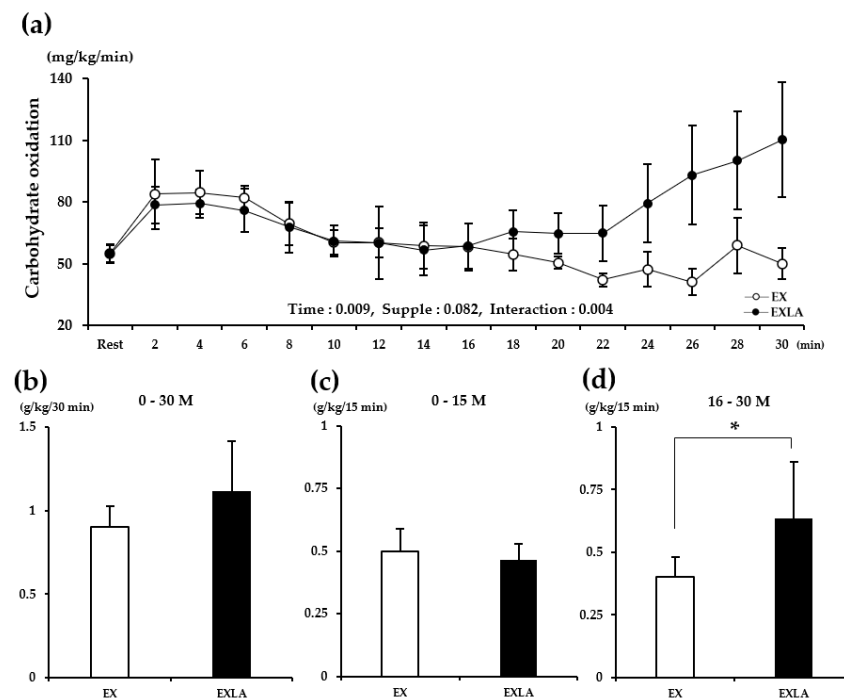 (a)
(mg/kg/min)
Carbohydrate oxidation
140
110
80
50
20
Time : 0.009, Supple : 0.082, Interaction : 0.004
EX
EXLA
Rest 2 4 6 8 10 12 14 16 18 20 22 24 26 28 30 (min)
(b)
0 - 30 M
(g/kg/30 min)
1.5
1
0.5
0
EX EXLA
(c)
0 - 15 M
(g/kg/15 min)
1
0.75
0.5
0.25
0
EX EXLA
(d)
16 - 30 M
(g/kg/15 min)
1
0.75
0.5
0.25
0
*
EX EXLA